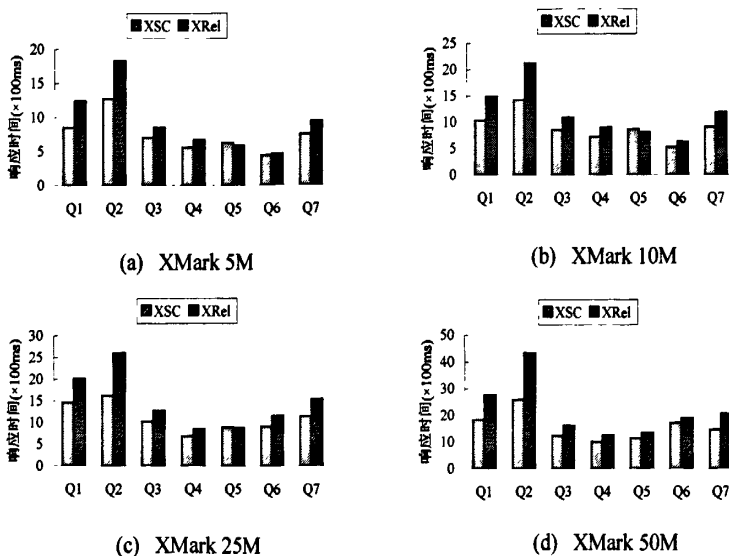 XSC XRel
响应时间(×100ms)
20
15
10
5
0
Q1 Q2 Q3 Q4 Q5 Q6 Q7
(a) XMark 5M
XSC XRel
响应时间(×100ms)
25
20
15
10
5
0
Q1 Q2 Q3 Q4 Q5 Q6 Q7
(b) XMark 10M
XSC XRel
响应时间(×100ms)
30
25
20
15
10
5
0
Q1 Q2 Q3 Q4 Q5 Q6 Q7
(c) XMark 25M
XSC XRel
响应时间(×100ms)
50
40
30
20
10
0
Q1 Q2 Q3 Q4 Q5 Q6 Q7
(d) XMark 50M